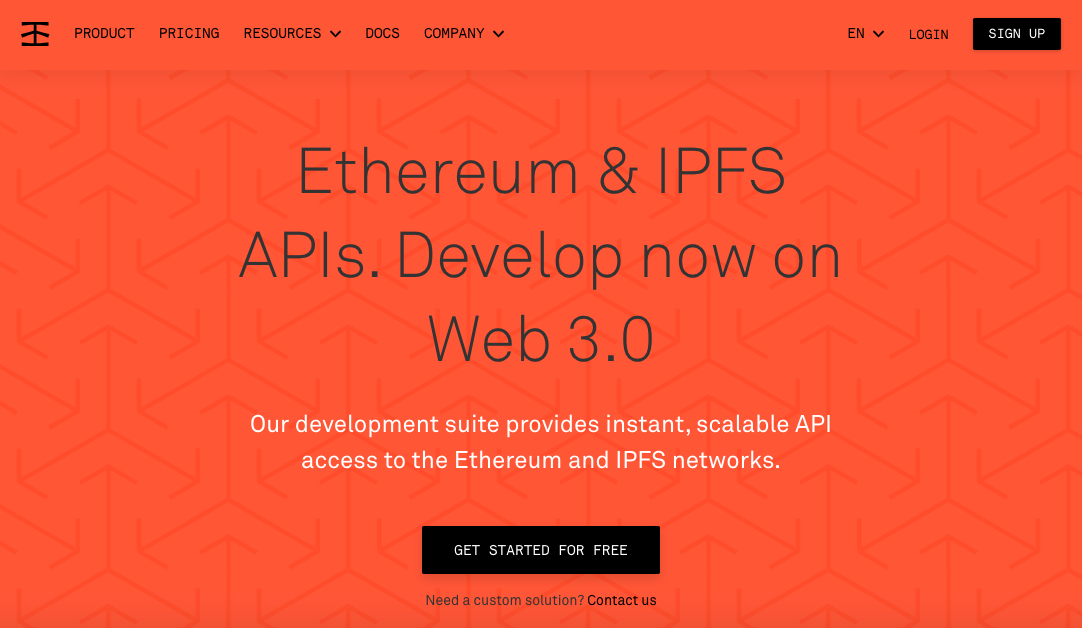 PRODUCT PRICING RESOURCES DOCS COMPANY EN LOGIN SIGN UP
Ethereum & IPFS
APIs. Develop now on
Web 3.0
Our development suite provides instant, scalable API
access to the Ethereum and IPFS networks.
GET STARTED FOR FREE
Need a custom solution? Contact us